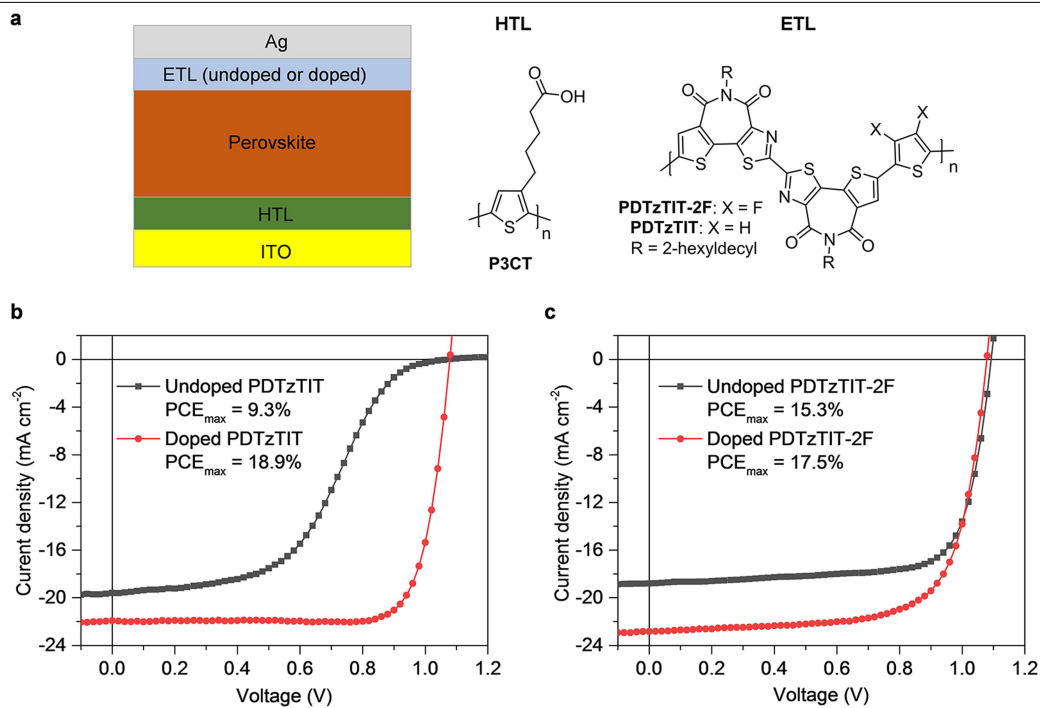 a
HTL
ETL
Ag
ETL (undoped or doped)
Perovskite
HTL
ITO
O
OH
S
n
P3CT
R
O
N
O
X
X
N
S
S
S
S
S
n
N
PDTzTIT-2F: X = F
PDTzTIT: X = H
R = 2-hexyldecyl
O
N
O
R
b
Curent density (mA cm-2)
0
-4
-8
-12
-16
-20
-24
Undoped PDTzTIT
PCEmax = 9.3%
Doped PDTzTIT
PCEmax = 18.9%
0.0
0.2
0.4
0.6
0.8
1.0
1.2
Voltage (V)
c
Current density (mA cm-2)
0
-4
-8
-12
-16
-20
-24
Undoped PDTzTIT-2F
PCEmax = 15.3%
Doped PDTzTIT-2F
PCEmax = 17.5%
0.0
0.2
0.4
0.6
0.8
1.0
1.2
Voltage (V)